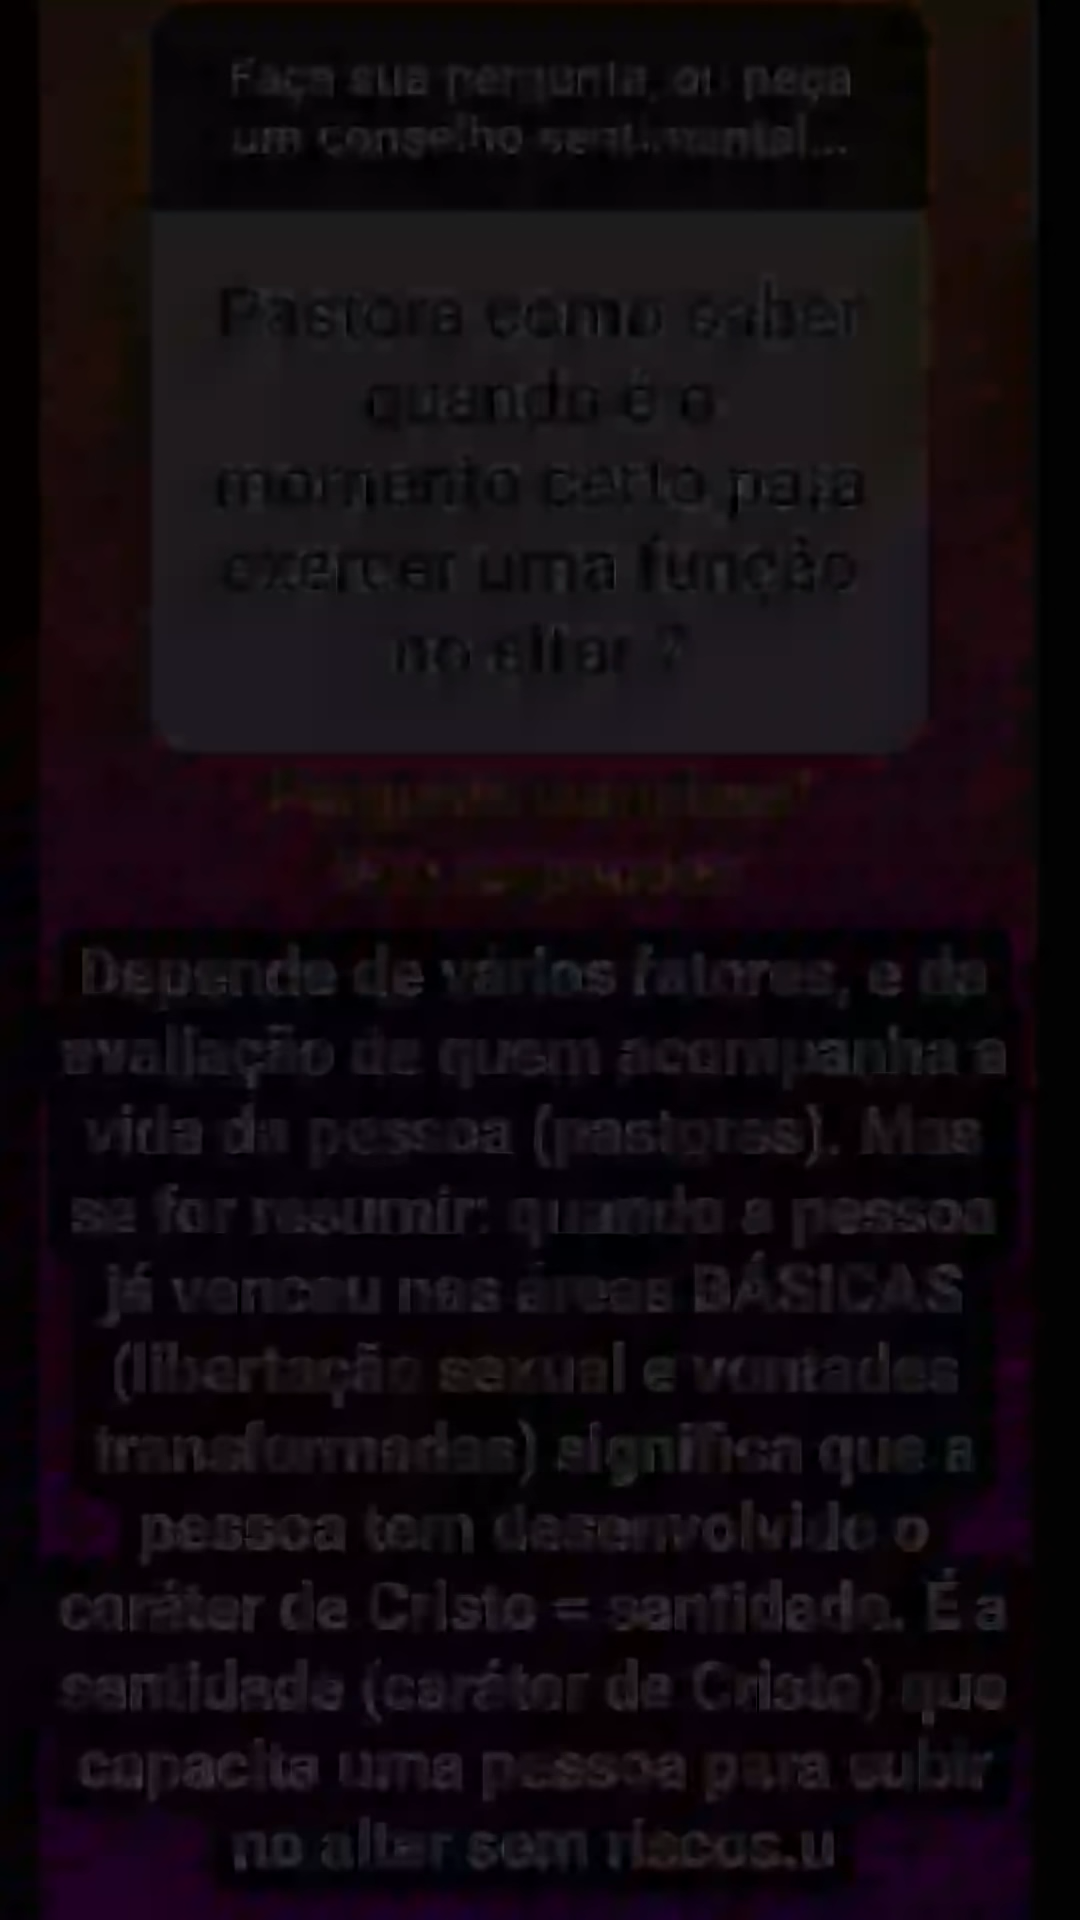 Faça sua pergunta, ou peça
um conselho sentimental...
Pastora como saber
quando é o
momento certo para
exercer uma função
no altar ?
Depende de vários fatores, e da
avaliação de quem acompanha a
vida da pessoa (pastores). Mas
se for resumir: quando a pessoa
já venceu nas áreas BÁSICAS
(libertação sexual e vontades
transformadas) significa que a
pessoa tem desenvolvido o
caráter de Cristo = santidade. É a
santidade (caráter de Cristo) que
capacita uma pessoa para subir
no altar sem riscos.u